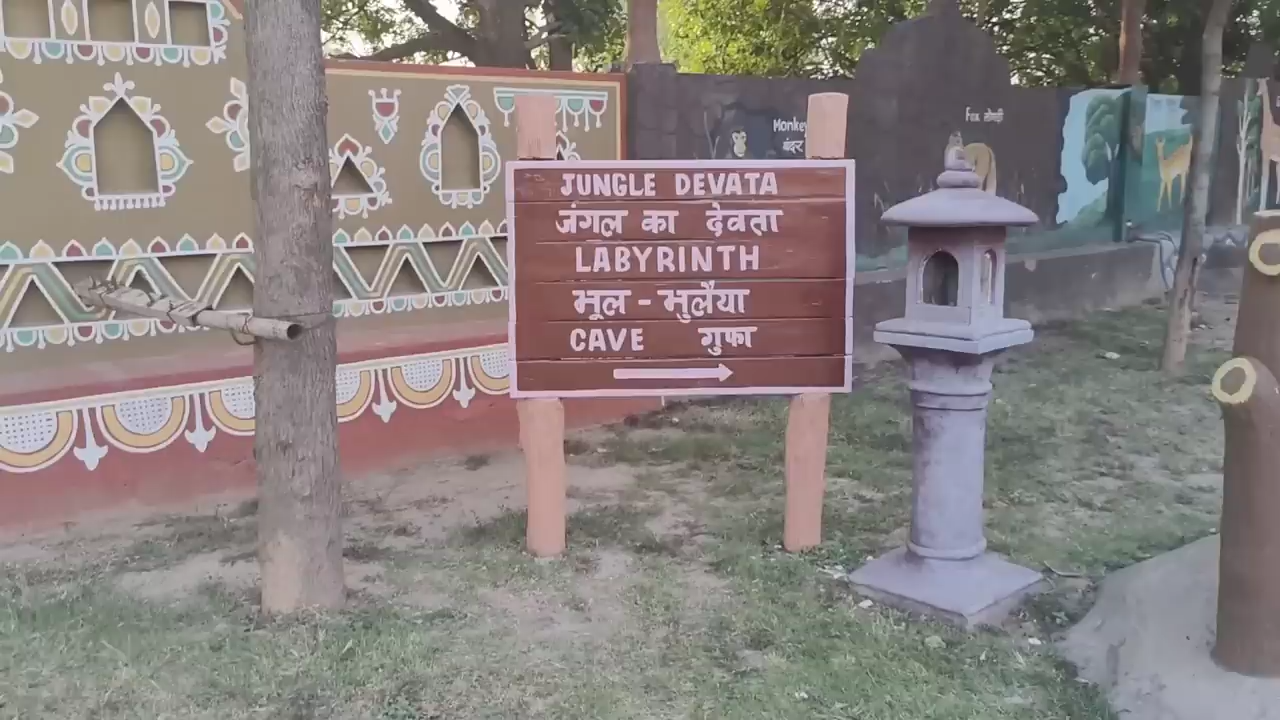 JUNGLE DEVATA
जंगल का देवता
LABYRINTH
भूल - भुलैया
CAVE गुफा
Monkey
बंदर
Fox लोमड़ी